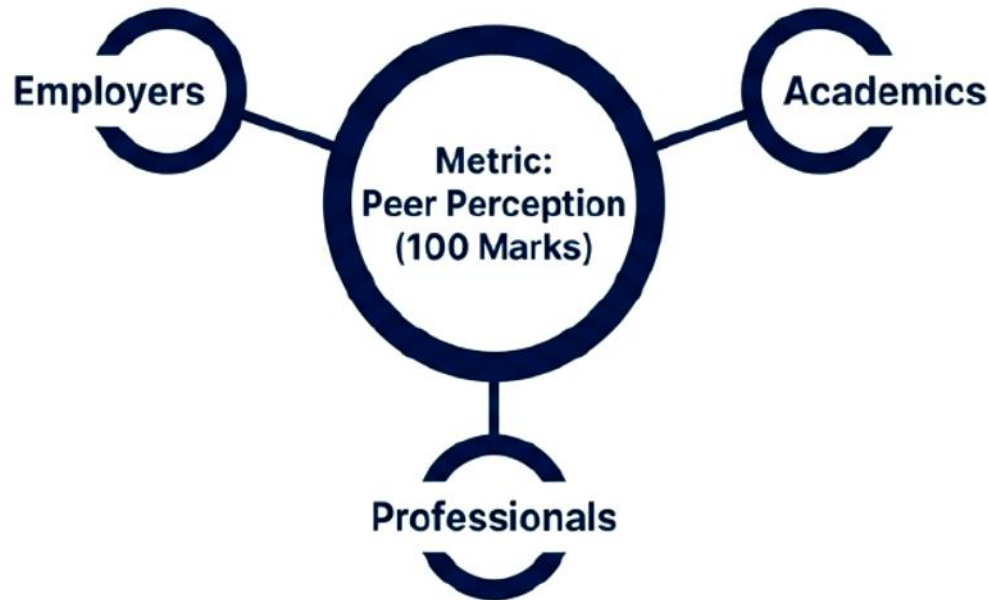 Employers
Academics
Metric:
Peer Perception
(100 Marks)
Professionals